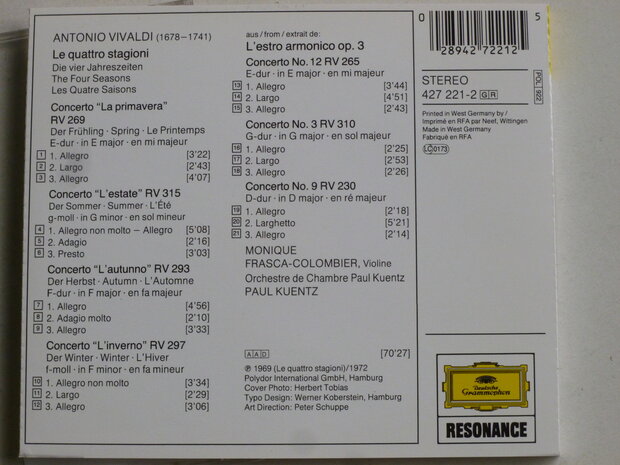 ANTONIO VIVALDI (1678–1741)
Le quattro stagioni
Die vier Jahreszeiten
The Four Seasons
Les Quatre Saisons
Concerto "La primavera"
RV 269
Der Frühling · Spring · Le Printemps
E-dur · in E major · en mi majeur
1 1. Allegro [3'22]
2 2. Largo [2'43]
3 3. Allegro [4'07]
Concerto "L'estate" RV 315
Der Sommer · Summer · L'Été
g-moll · in G minor · en sol mineur
4 1. Allegro non molto – Allegro [5'08]
5 2. Adagio [2'16]
6 3. Presto [3'03]
Concerto "L'autunno" RV 293
Der Herbst · Autumn · L'Automne
F-dur · in F major · en fa majeur
7 1. Allegro [4'56]
8 2. Adagio molto [2'10]
9 3. Allegro [3'33]
Concerto "L'inverno" RV 297
Der Winter · Winter · L'Hiver
f-moll · in F minor · en fa mineur
10 1. Allegro non molto [3'34]
11 2. Largo [2'29]
12 3. Allegro [3'06]
aus / from / extrait de:
L'estro armonico op. 3
Concerto No. 12 RV 265
E-dur · in E major · en mi majeur
13 1. Allegro [3'44]
14 2. Largo [4'51]
15 3. Allegro [2'43]
Concerto No. 3 RV 310
G-dur · in G major · en sol majeur
16 1. Allegro [2'25]
17 2. Largo [2'53]
18 3. Allegro [2'26]
Concerto No. 9 RV 230
D-dur · in D major · en ré majeur
19 1. Allegro [2'18]
20 2. Larghetto [5'21]
21 3. Allegro [2'14]
MONIQUE
FRASCA-COLOMBIER, Violine
Orchestre de Chambre Paul Kuentz
PAUL KUENTZ
AAD [70'27]
℗ 1969 (Le quattro stagioni)/1972
Polydor International GmbH, Hamburg
Cover Photo: Herbert Tobias
Typo Design: Werner Koberstein, Hamburg
Art Direction: Peter Schuppe
0 28942 72212 5
STEREO
427 221-2 GR
POL 922
Printed in West Germany by /
Imprimé en RFA par Neef, Wittingen
Made in West Germany
Fabriqué en RFA
LC 0173
Deutsche
Grammophon
RESONANCE